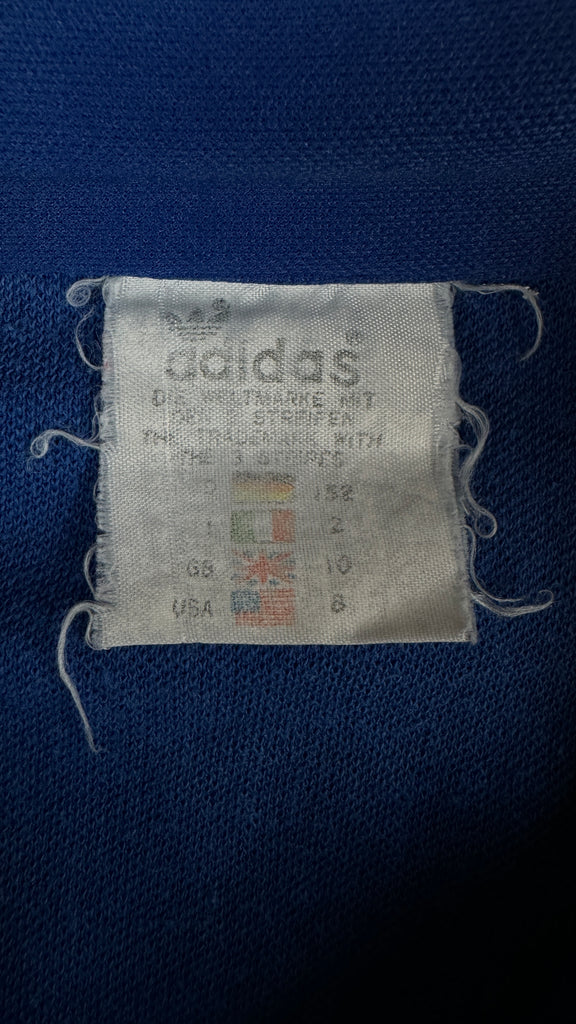 adidas®
DIE WELTMARKE MIT
DEN 3 STREIFEN
THE TRADEMARK WITH
THE 3 STRIPES
D 152
I 2
GB 10
USA 8